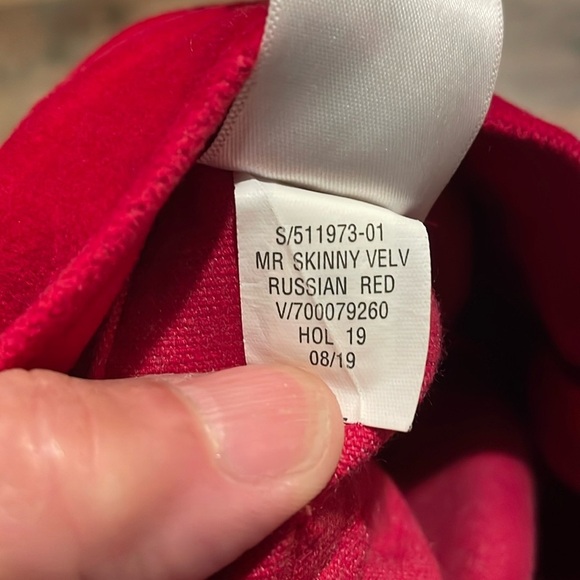 S/511973-01
MR SKINNY VELV
RUSSIAN RED
V/700079260
HOL 19
08/19